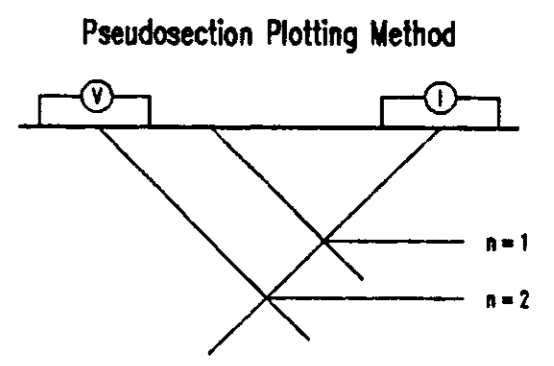 Pseudosection Plotting Method
V
I
n = 1
n = 2